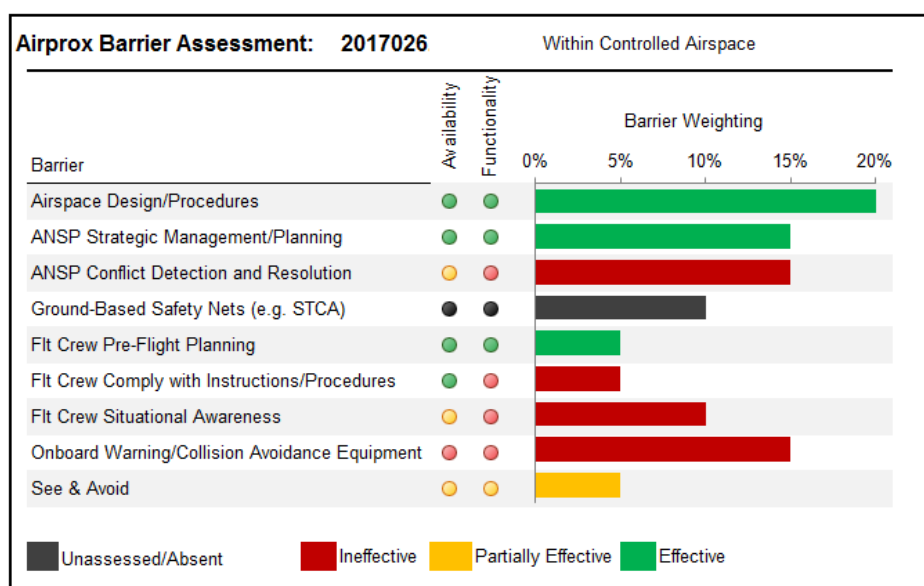 Airprox Barrier Assessment: 2017026 Within Controlled Airspace
Availability
Functionality
Barrier Weighting
Barrier
0% 5% 10% 15% 20%
Airspace Design/Procedures
ANSP Strategic Management/Planning
ANSP Conflict Detection and Resolution
Ground-Based Safety Nets (e.g. STCA)
Flt Crew Pre-Flight Planning
Flt Crew Comply with Instructions/Procedures
Flt Crew Situational Awareness
Onboard Warning/Collision Avoidance Equipment
See & Avoid
Unassessed/Absent Ineffective Partially Effective Effective